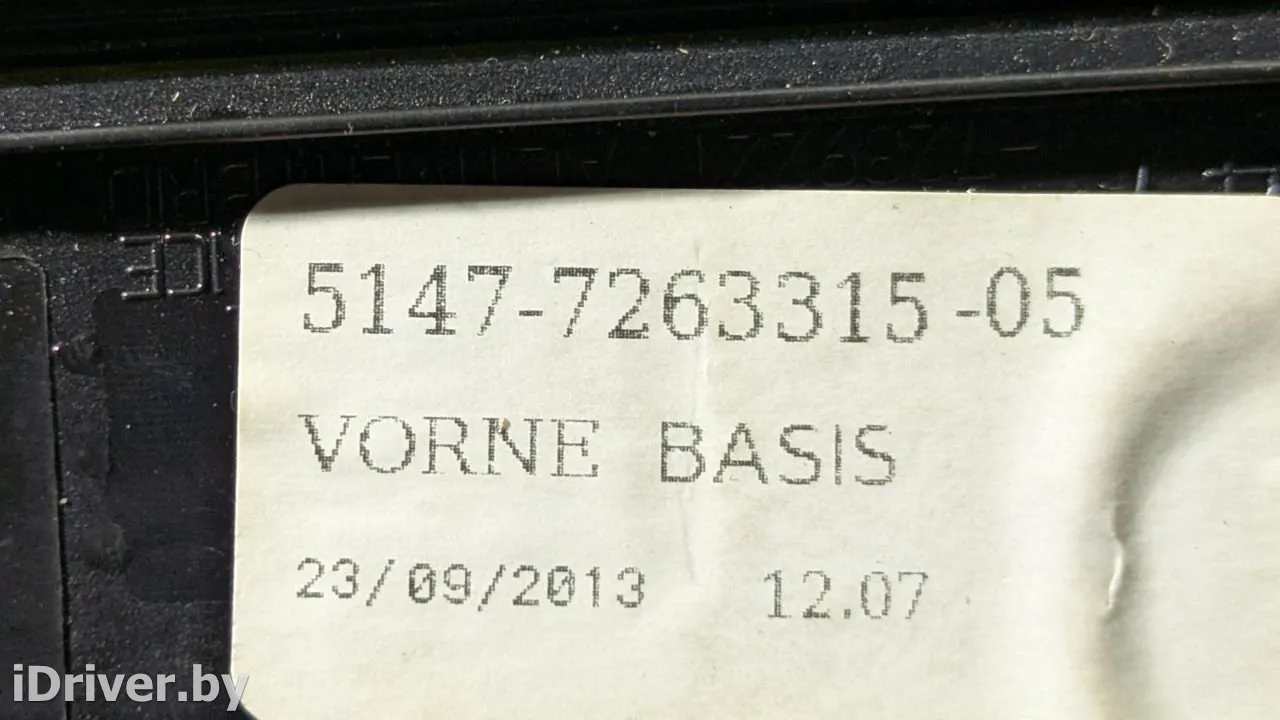 5147-7263315-05
VORNE BASIS
23/09/2013 12.07
iDriver.by